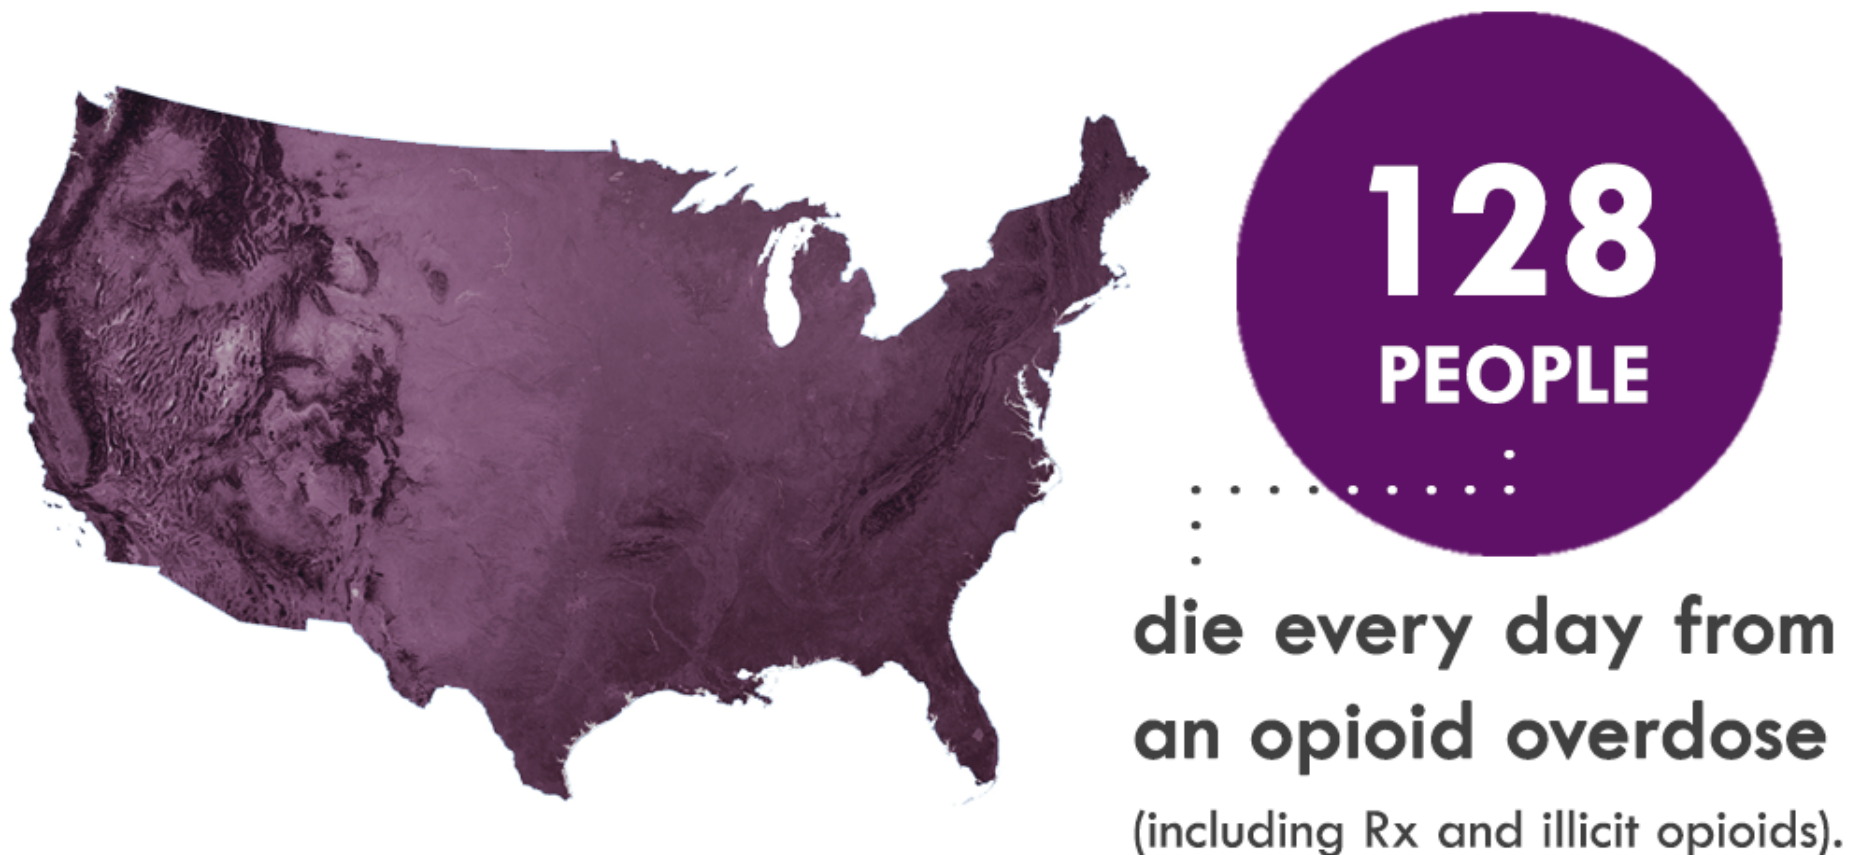 128
PEOPLE
die every day from
an opioid overdose
(including Rx and illicit opioids).